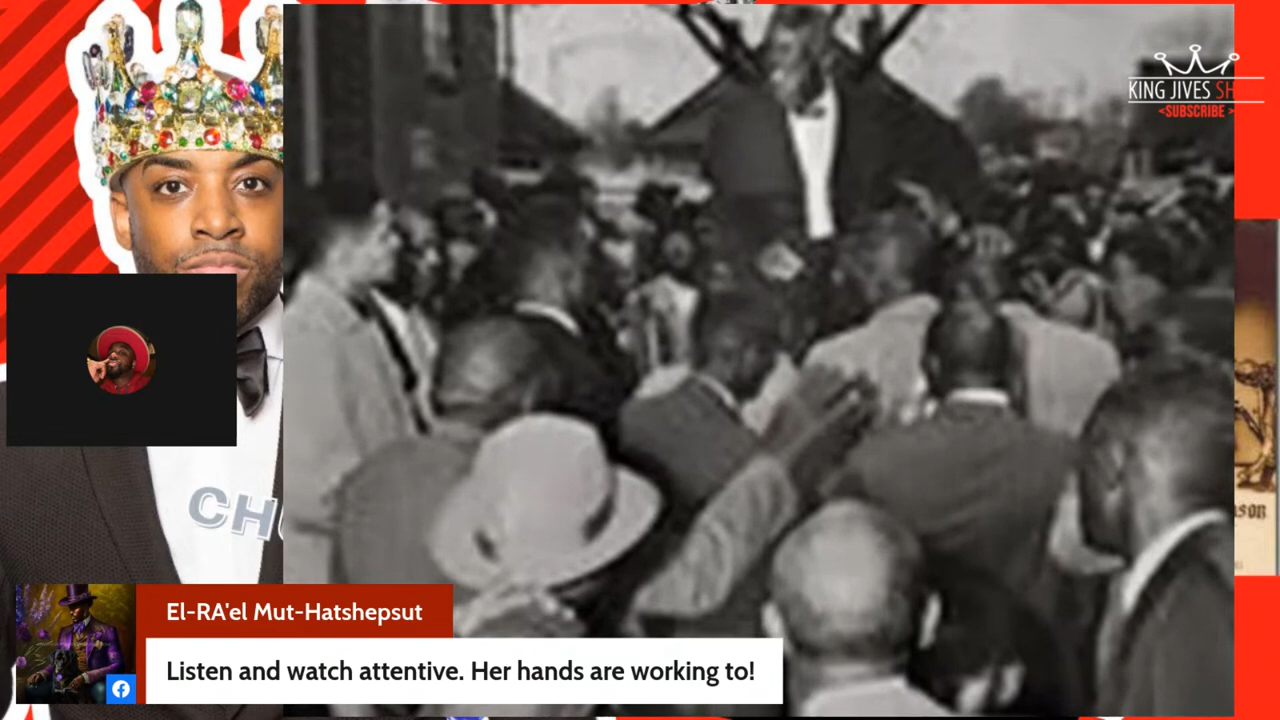 KING JIVES SH
<SUBSCRIBE >
CH
son
El-RA'el Mut-Hatshepsut
Listen and watch attentive. Her hands are working to!